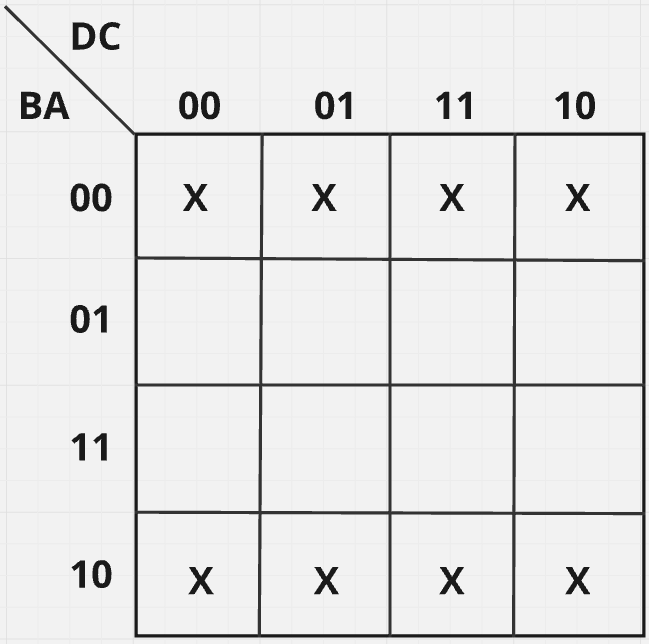 DC
BA 00 01 11 10
00 X X X X
01
11
10 X X X X